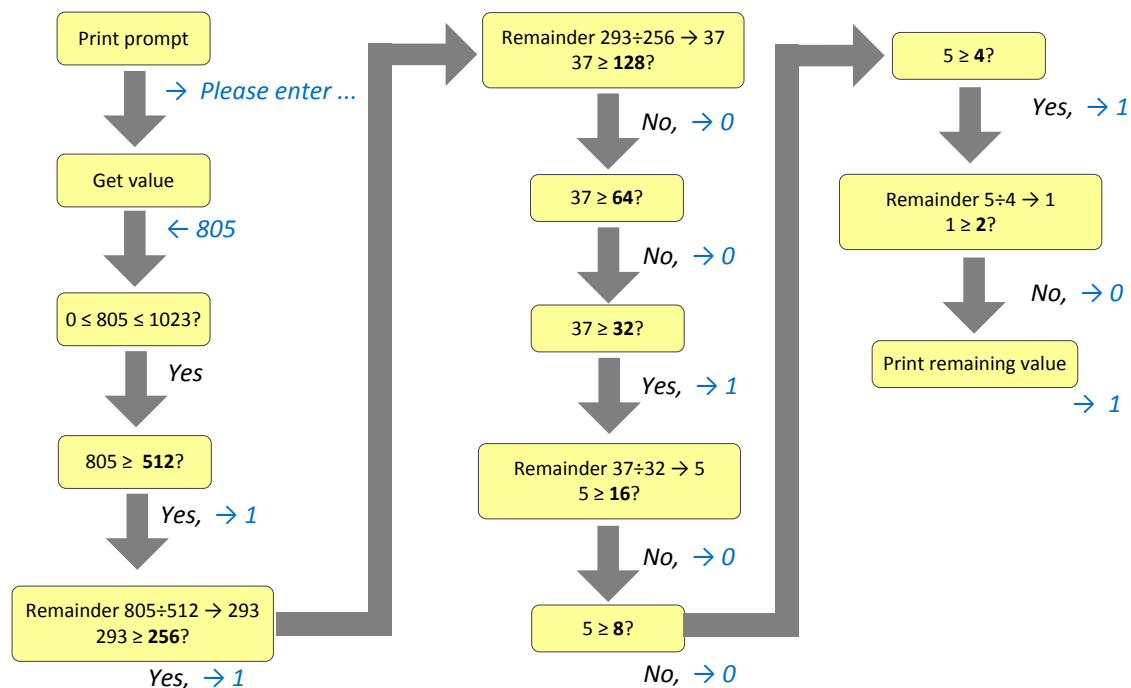 Print prompt
→ Please enter ...
Get value
← 805
0 ≤ 805 ≤ 1023?
Yes
805 ≥ 512?
Yes, → 1
Remainder 805÷512 → 293
293 ≥ 256?
Yes, → 1
Remainder 293÷256 → 37
37 ≥ 128?
No, → 0
37 ≥ 64?
No, → 0
37 ≥ 32?
Yes, → 1
Remainder 37÷32 → 5
5 ≥ 16?
No, → 0
5 ≥ 8?
No, → 0
5 ≥ 4?
Yes, → 1
Remainder 5÷4 → 1
1 ≥ 2?
No, → 0
Print remaining value
→ 1